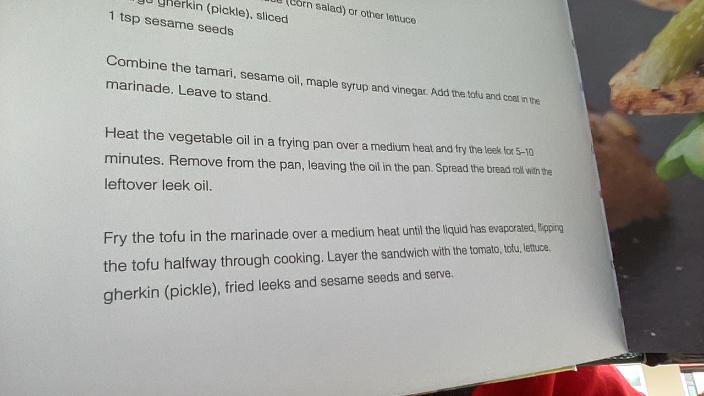 (corn salad) or other lettuce
gherkin (pickle), sliced
1 tsp sesame seeds
Combine the tamari, sesame oil, maple syrup and vinegar. Add the tofu and coat in the
marinade. Leave to stand.
Heat the vegetable oil in a frying pan over a medium heat and fry the leek for 5–10
minutes. Remove from the pan, leaving the oil in the pan. Spread the bread roll with the
leftover leek oil.
Fry the tofu in the marinade over a medium heat until the liquid has evaporated, flipping
the tofu halfway through cooking. Layer the sandwich with the tomato, tofu, lettuce,
gherkin (pickle), fried leeks and sesame seeds and serve.